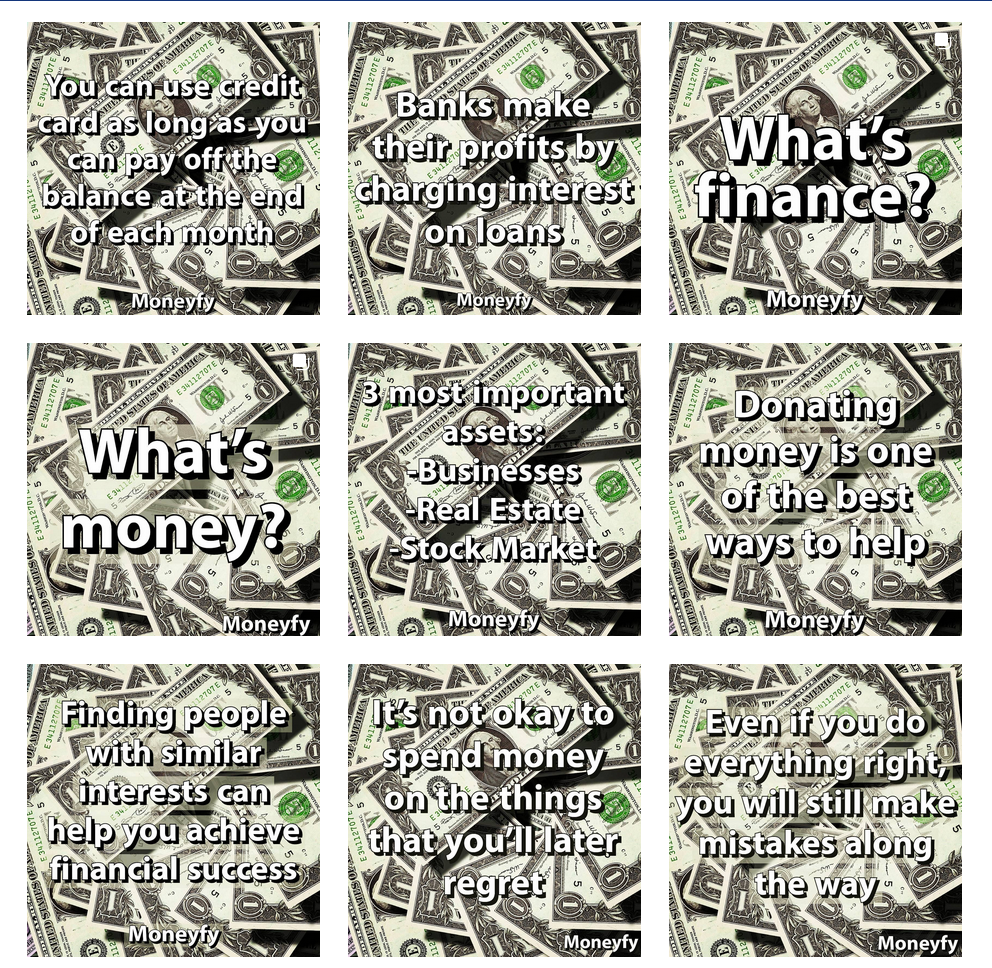 You can use credit
card as long as you
can pay off the
balance at the end
of each month
Moneyfy
Banks make
their profits by
charging interest
on loans
Moneyfy
What's
finance?
Moneyfy
What's
money?
Moneyfy
3 most important
assets:
-Businesses
-Real Estate
-Stock Market
Moneyfy
Donating
money is one
of the best
ways to help
Moneyfy
Finding people
with similar
interests can
help you achieve
financial success
Moneyfy
It's not okay to
spend money
on the things
that you'll later
regret
Moneyfy
Even if you do
everything right,
you will still make
mistakes along
the way
Moneyfy